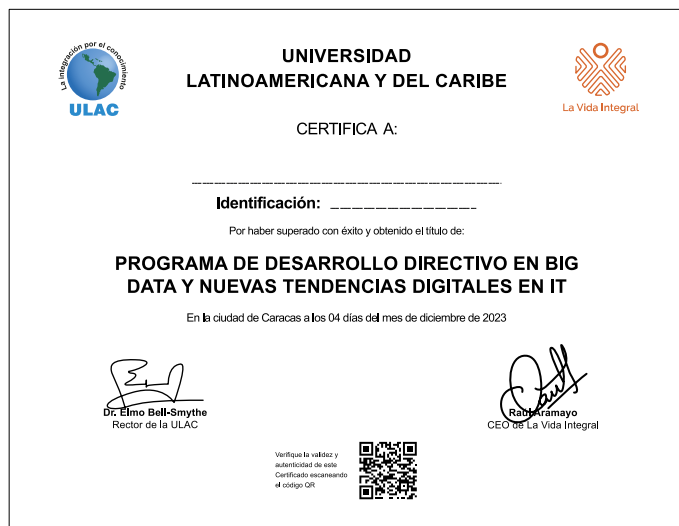 La integración por el conocimiento
ULAC
UNIVERSIDAD
LATINOAMERICANA Y DEL CARIBE
La Vida Integral
CERTIFICA A:
Identificación:
Por haber superado con éxito y obtenido el título de:
PROGRAMA DE DESARROLLO DIRECTIVO EN BIG
DATA Y NUEVAS TENDENCIAS DIGITALES EN IT
En la ciudad de Caracas a los 04 días del mes de diciembre de 2023
Dr. Elmo Bell-Smythe
Rector de la ULAC
Raúl Aramayo
CEO de La Vida Integral
Verifique la validez y
autenticidad de este
Certificado escaneando
el código QR